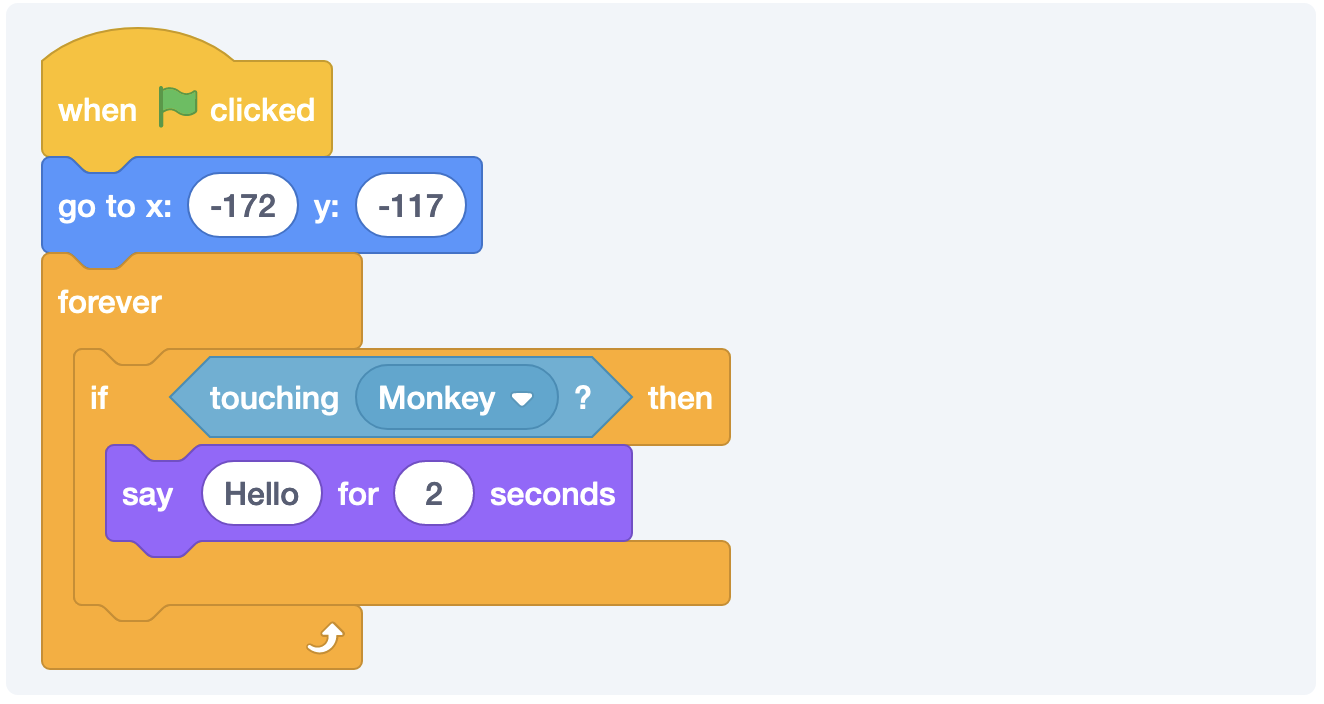 when clicked
go to x: -172 y: -117
forever
if touching Monkey ? then
say Hello for 2 seconds